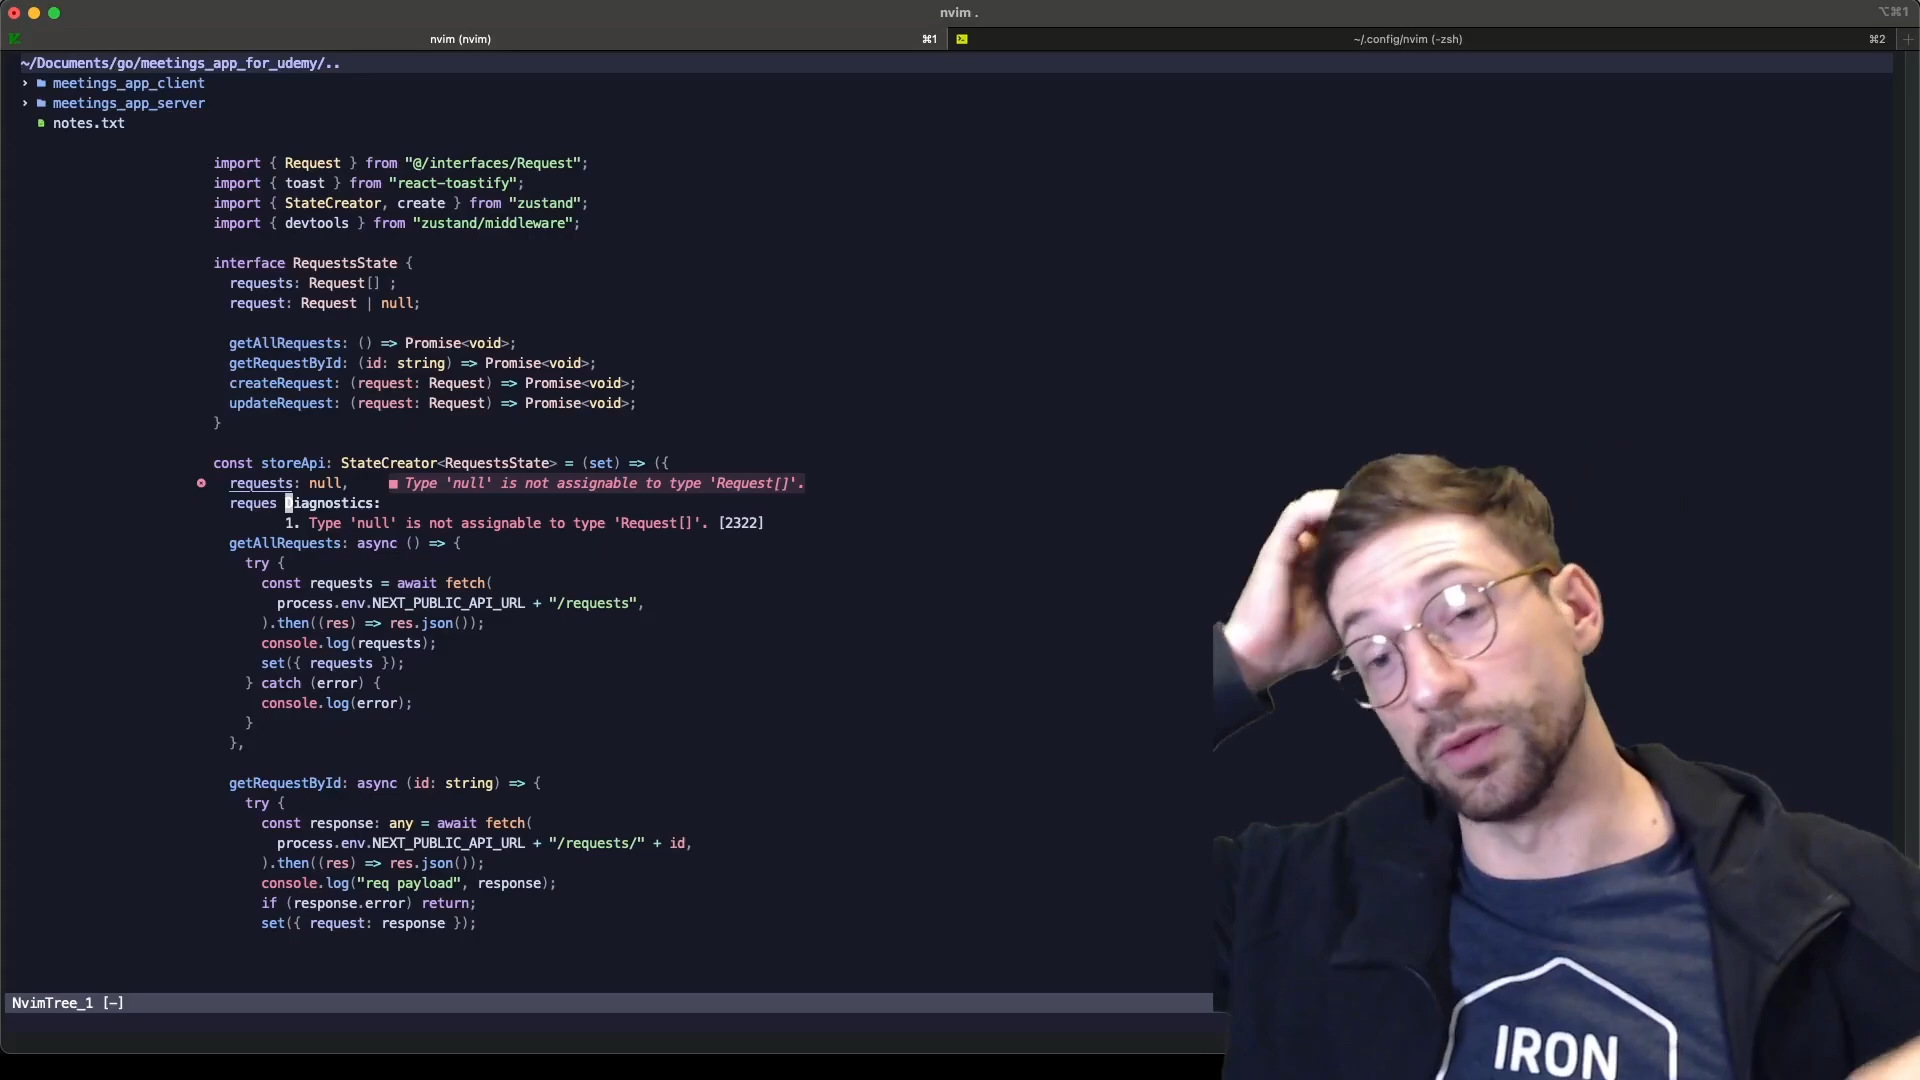 nvim .
⌥⌘1
nvim (nvim)
⌘1
~/.config/nvim (-zsh)
⌘2
~/Documents/go/meetings_app_for_udemy/..
meetings_app_client
meetings_app_server
notes.txt
import { Request } from "@/interfaces/Request";
import { toast } from "react-toastify";
import { StateCreator, create } from "zustand";
import { devtools } from "zustand/middleware";
interface RequestsState {
requests: Request[] ;
request: Request | null;
getAllRequests: () => Promise<void>;
getRequestById: (id: string) => Promise<void>;
createRequest: (request: Request) => Promise<void>;
updateRequest: (request: Request) => Promise<void>;
}
const storeApi: StateCreator<RequestsState> = (set) => ({
requests: null, ■ Type 'null' is not assignable to type 'Request[]'.
reques Diagnostics:
1. Type 'null' is not assignable to type 'Request[]'. [2322]
getAllRequests: async () => {
try {
const requests = await fetch(
process.env.NEXT_PUBLIC_API_URL + "/requests",
).then((res) => res.json());
console.log(requests);
set({ requests });
} catch (error) {
console.log(error);
}
},
getRequestById: async (id: string) => {
try {
const response: any = await fetch(
process.env.NEXT_PUBLIC_API_URL + "/requests/" + id,
).then((res) => res.json());
console.log("req payload", response);
if (response.error) return;
set({ request: response });
NvimTree_1 [-]
IRON